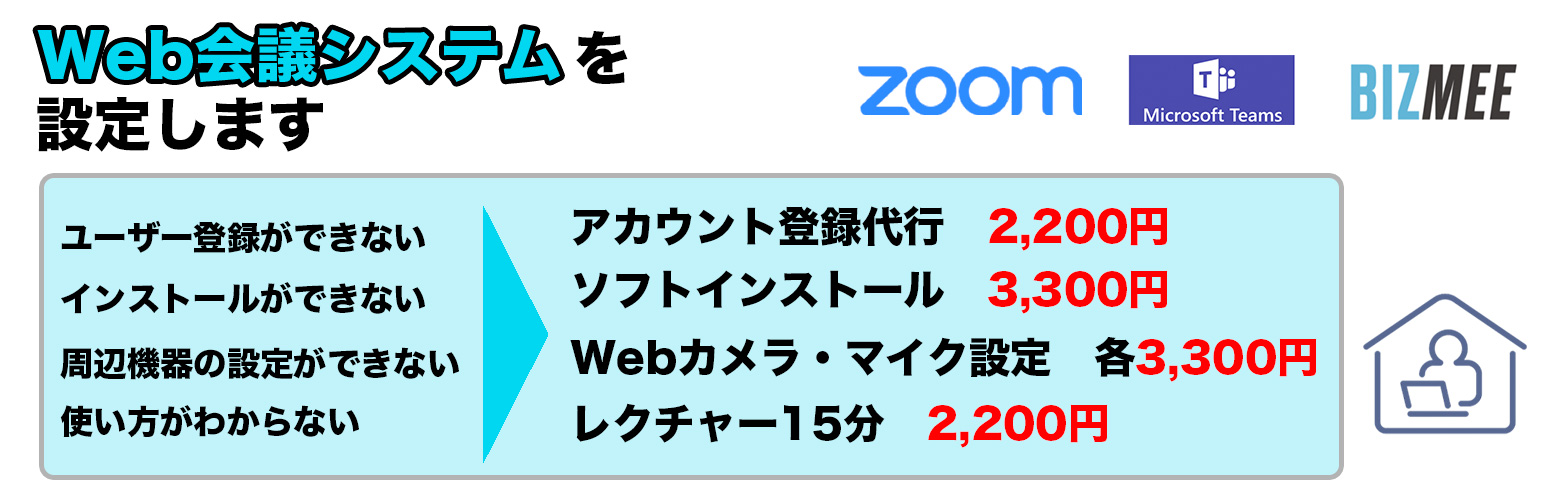 Web会議システムを
設定します
zoom
Microsoft Teams
BIZMEE
ユーザー登録ができない
インストールができない
周辺機器の設定ができない
使い方がわからない
アカウント登録代行　2,200円
ソフトインストール　3,300円
Webカメラ・マイク設定　各3,300円
レクチャー15分　2,200円